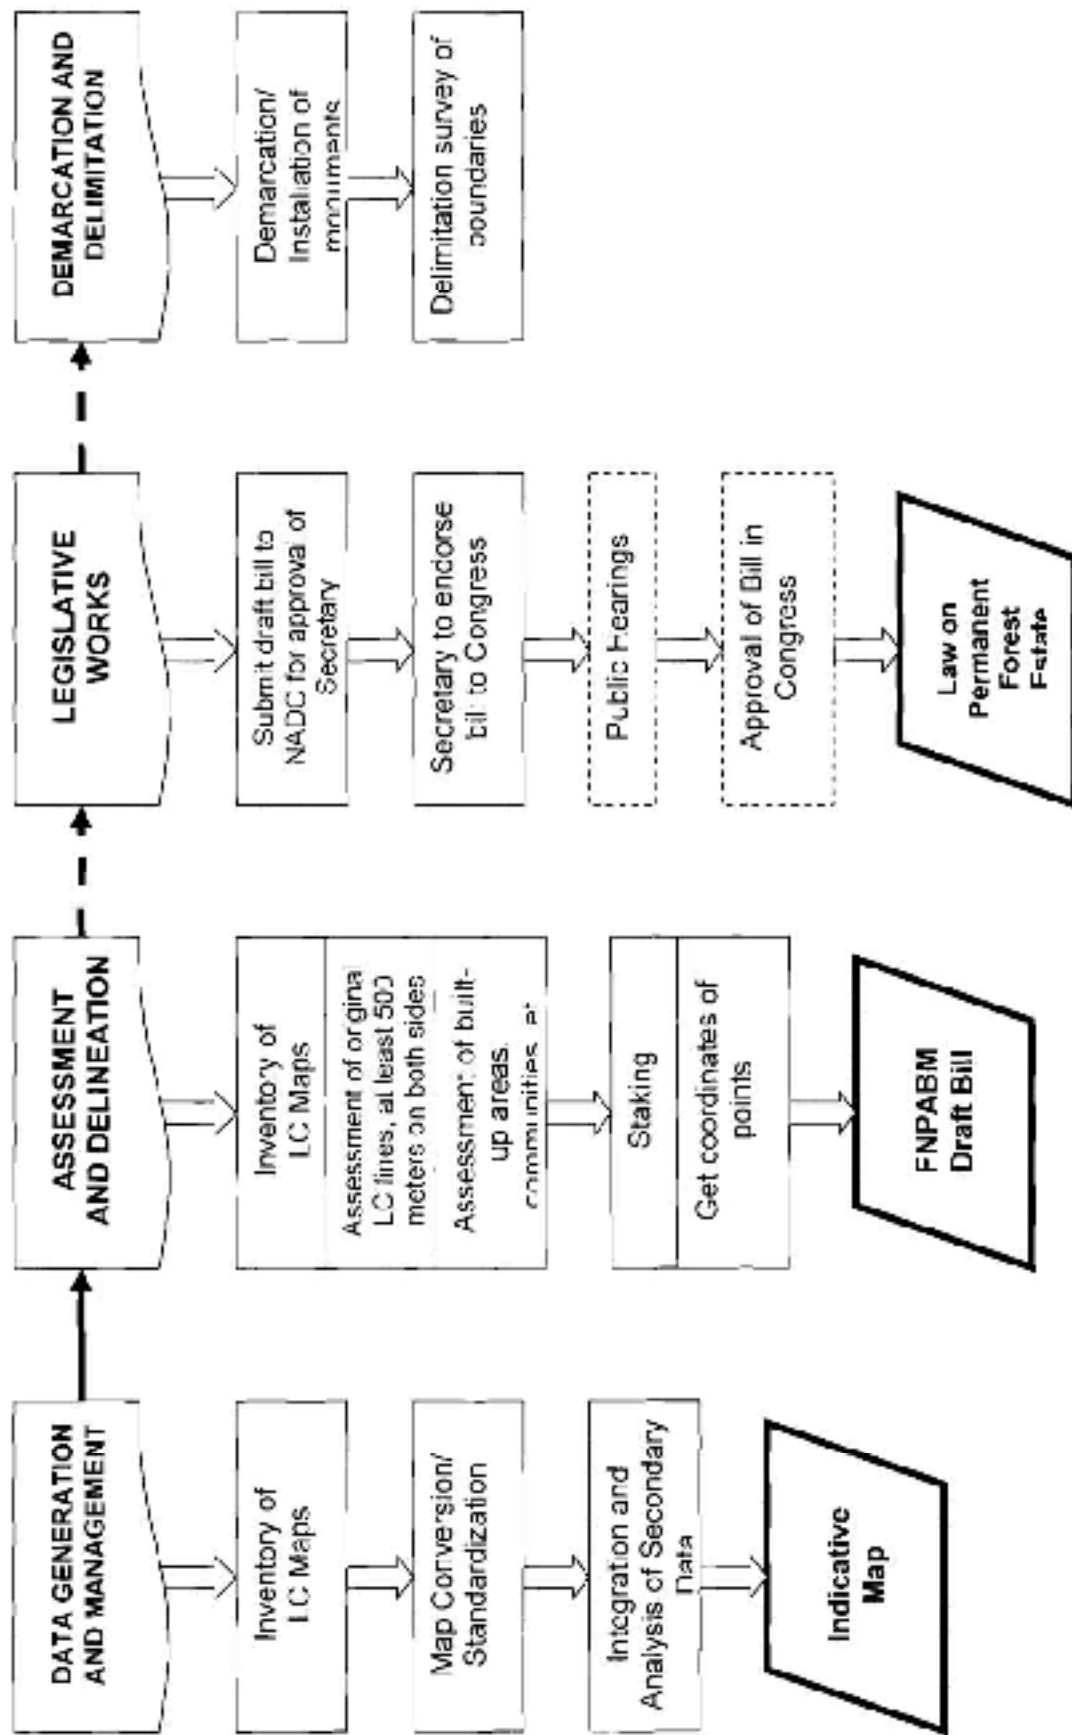 DATA GENERATION
AND MANAGEMENT
Inventory of
LC Maps
Map Conversion/
Standardization
Integration and
Analysis of Secondary
Data
Indicative
Map
ASSESSMENT
AND DELINEATION
Inventory of
LC Maps
Assessment of original
LC lines, at least 500
meters on both sides
Assessment of built-
up areas,
communities, et
Staking
Get coordinates of
points
FNPABM
Draft Bill
LEGISLATIVE
WORKS
Submit draft bill to
NADC for approval of
Secretary
Secretary to endorse
bill to Congress
Public Hearings
Approval of Bill in
Congress
Law on
Permanent
Forest
Estate
DEMARCATION AND
DELIMITATION
Demarcation/
Installation of
monuments
Delimitation survey of
boundaries